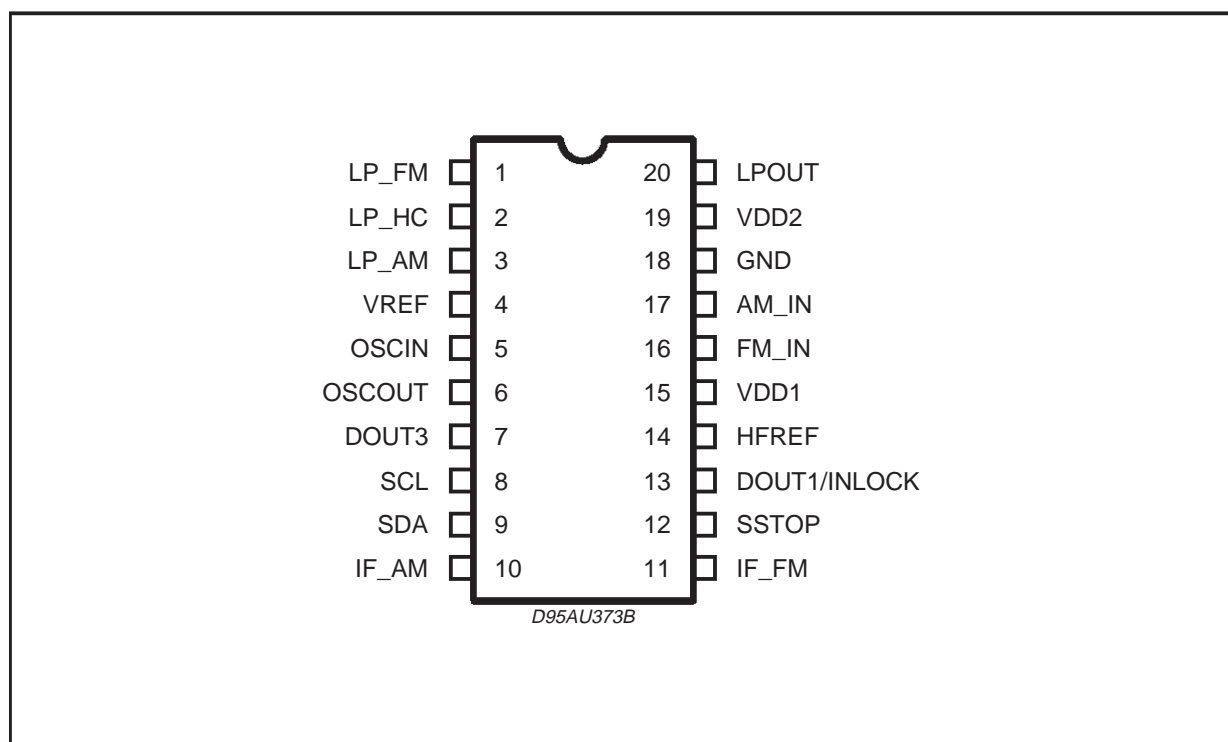 LP_FM 1 20 LPOUT
LP_HC 2 19 VDD2
LP_AM 3 18 GND
VREF 4 17 AM_IN
OSCIN 5 16 FM_IN
OSCOUT 6 15 VDD1
DOUT3 7 14 HFREF
SCL 8 13 DOUT1/INLOCK
SDA 9 12 SSTOP
IF_AM 10 11 IF_FM
D95AU373B